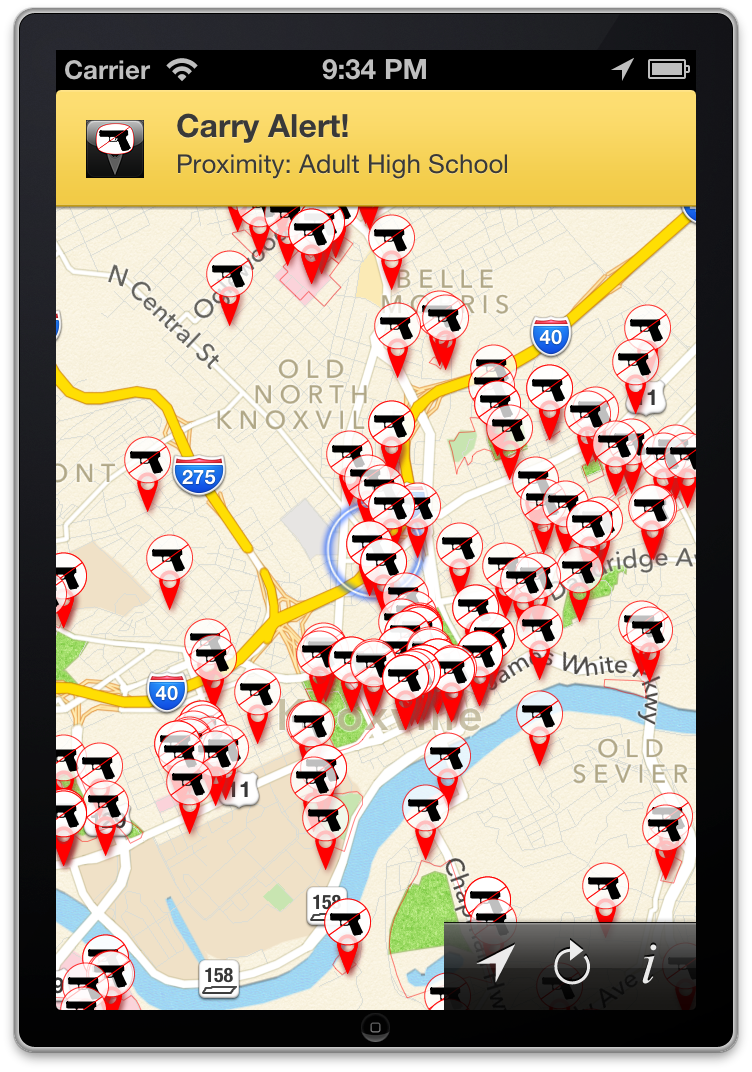 Carrier 9:34 PM
Carry Alert!
Proximity: Adult High School
N Central St
BELLE
MORRIS
40
OLD
NORTH
275
40
James White Pkwy
Knoxville
OLD
SEVIER
11
158
158
i